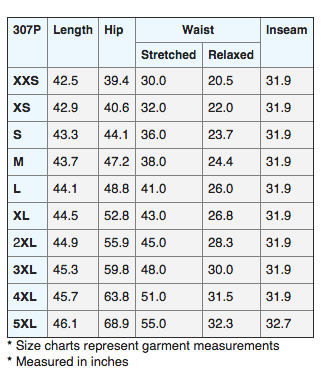 307P Length Hip Waist Inseam
Stretched Relaxed
XXS 42.5 39.4 30.0 20.5 31.9
XS 42.9 40.6 32.0 22.0 31.9
S 43.3 44.1 36.0 23.7 31.9
M 43.7 47.2 38.0 24.4 31.9
L 44.1 48.8 41.0 26.0 31.9
XL 44.5 52.8 43.0 26.8 31.9
2XL 44.9 55.9 45.0 28.3 31.9
3XL 45.3 59.8 48.0 30.0 31.9
4XL 45.7 63.8 51.0 31.5 31.9
5XL 46.1 68.9 55.0 32.3 32.7
* Size charts represent garment measurements
* Measured in inches